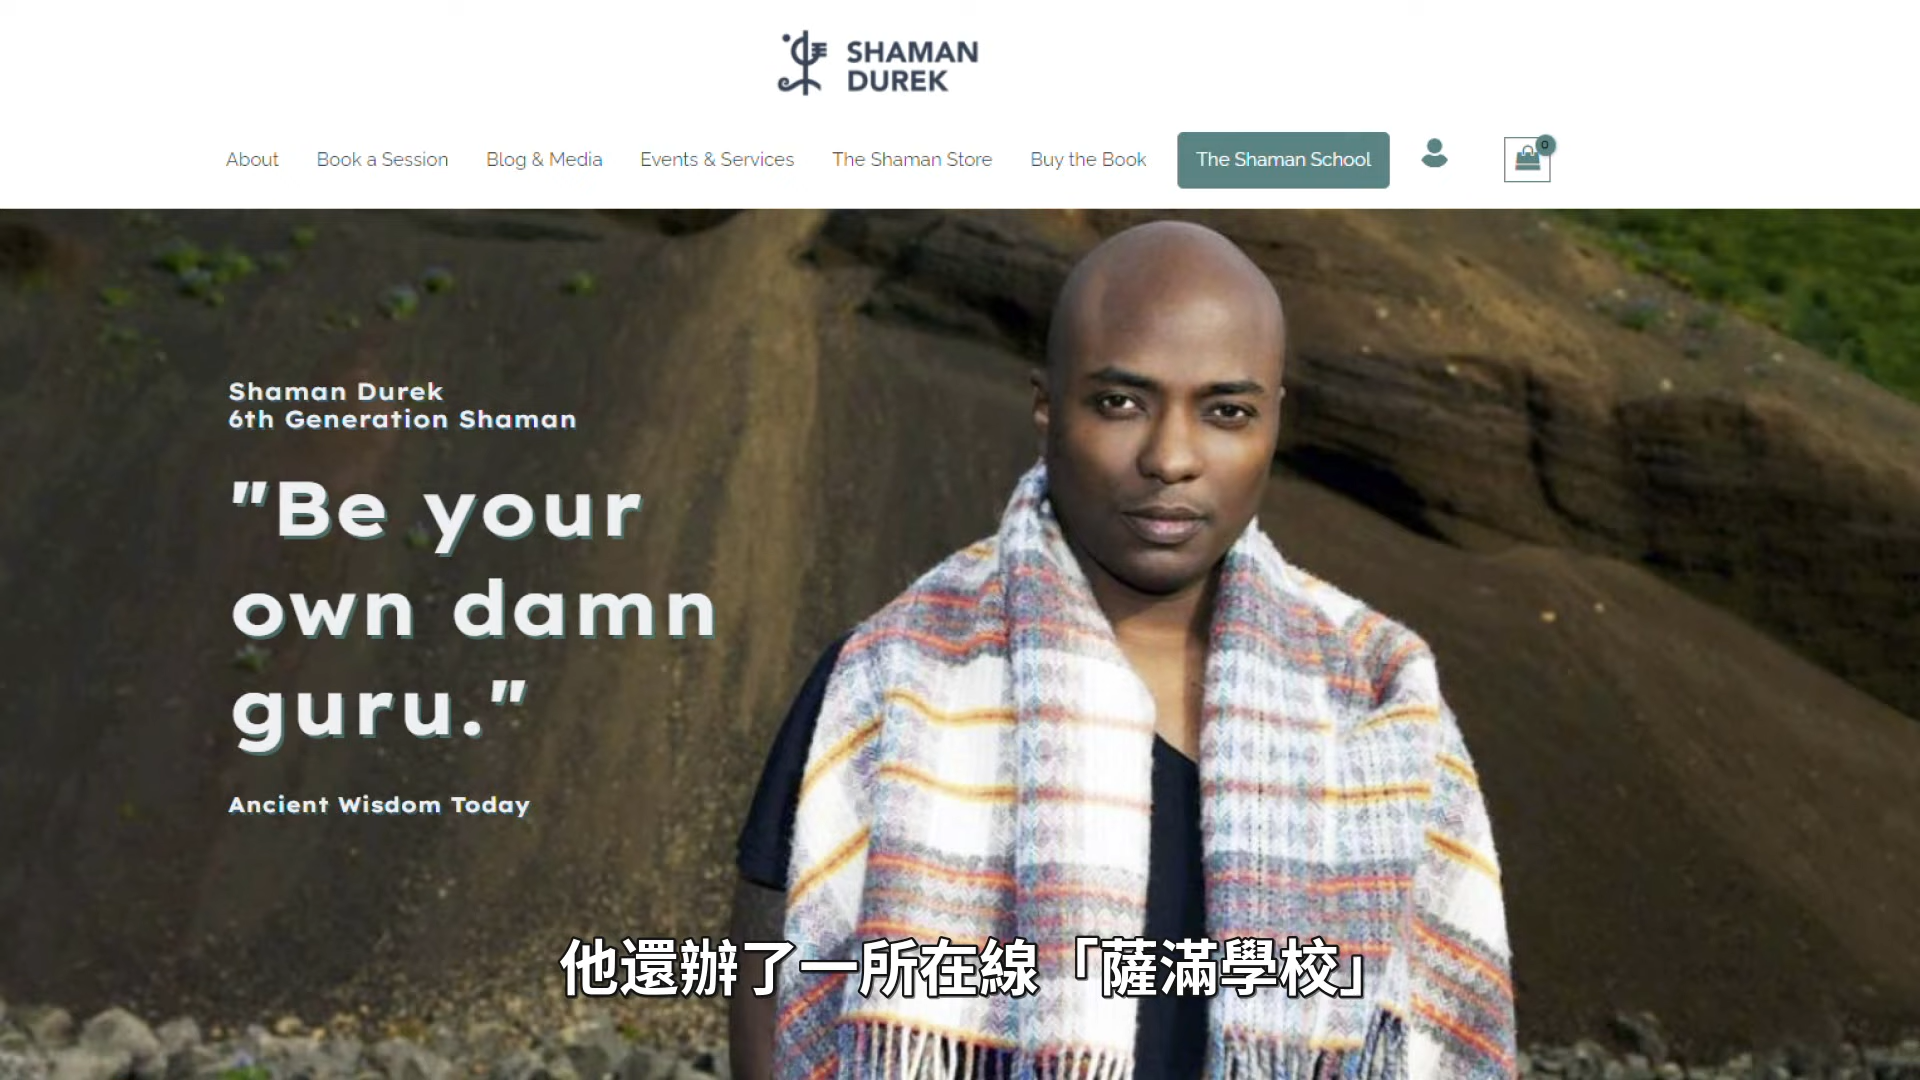 SHAMAN
DUREK
About
Book a Session
Blog & Media
Events & Services
The Shaman Store
Buy the Book
The Shaman School
0
Shaman Durek
6th Generation Shaman
"Be your
own damn
guru."
Ancient Wisdom Today
他還辦了一所在線「薩滿學校」